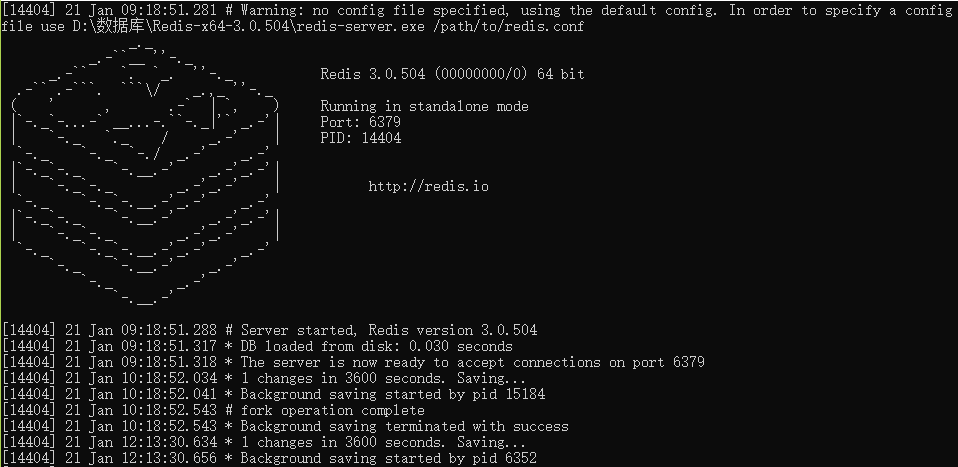 [14404] 21 Jan 09:18:51.281 # Warning: no config file specified, using the default config. In order to specify a config
file use D:\数据库\Redis-x64-3.0.504\redis-server.exe /path/to/redis.conf
Redis 3.0.504 (00000000/0) 64 bit
Running in standalone mode
Port: 6379
PID: 14404
http://redis.io
[14404] 21 Jan 09:18:51.288 # Server started, Redis version 3.0.504
[14404] 21 Jan 09:18:51.317 * DB loaded from disk: 0.030 seconds
[14404] 21 Jan 09:18:51.318 * The server is now ready to accept connections on port 6379
[14404] 21 Jan 10:18:52.034 * 1 changes in 3600 seconds. Saving...
[14404] 21 Jan 10:18:52.041 * Background saving started by pid 15184
[14404] 21 Jan 10:18:52.543 # fork operation complete
[14404] 21 Jan 10:18:52.543 * Background saving terminated with success
[14404] 21 Jan 12:13:30.634 * 1 changes in 3600 seconds. Saving...
[14404] 21 Jan 12:13:30.656 * Background saving started by pid 6352